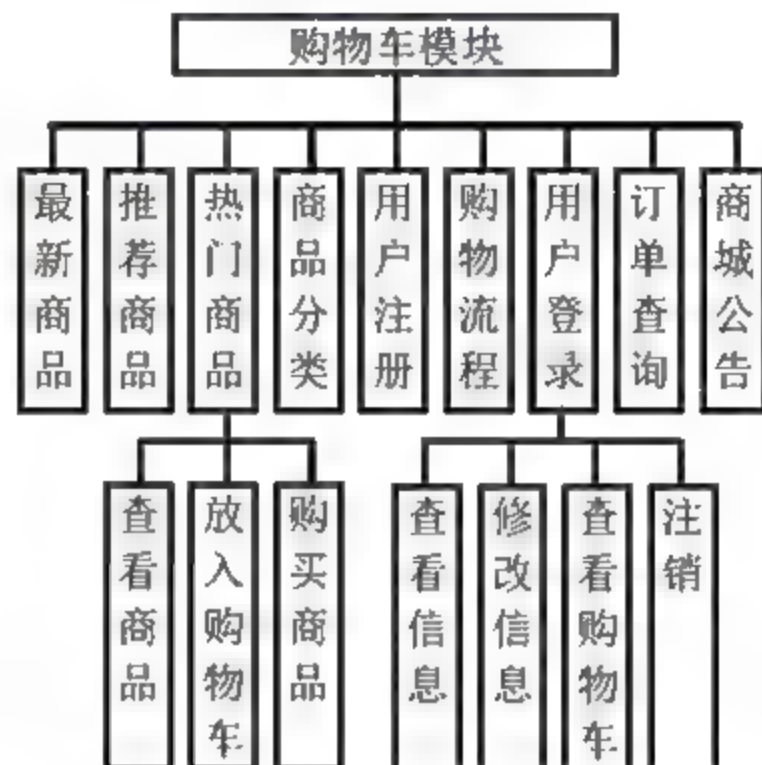 购物车模块
最新商品
推荐商品
热门商品
商品分类
用户注册
购物流程
用户登录
订单查询
商城公告
查看商品
放入购物车
购买商品
查看信息
修改信息
查看购物车
注销